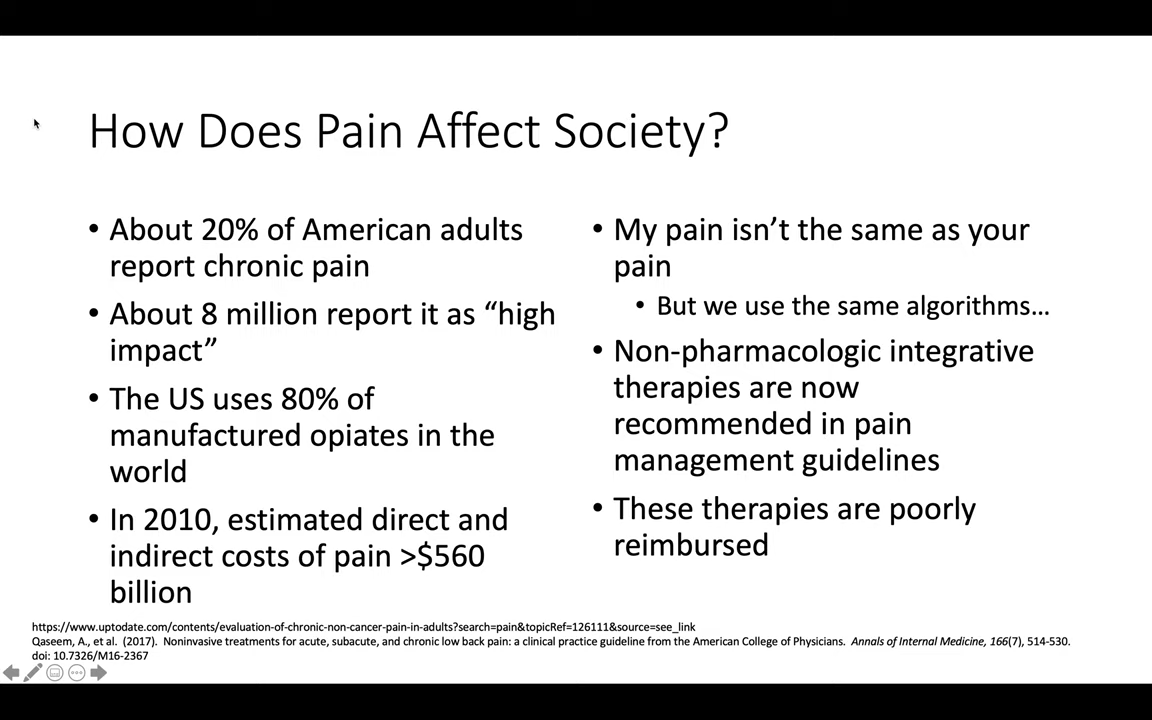 How Does Pain Affect Society?
• About 20% of American adults
report chronic pain
• About 8 million report it as “high
impact”
• The US uses 80% of
manufactured opiates in the
world
• In 2010, estimated direct and
indirect costs of pain >$560
billion
• My pain isn’t the same as your
pain
• But we use the same algorithms…
• Non-pharmacologic integrative
therapies are now
recommended in pain
management guidelines
• These therapies are poorly
reimbursed
https://www.uptodate.com/contents/evaluation-of-chronic-non-cancer-pain-in-adults?search=pain&topicRef=126111&source=see_link
Qaseem, A., et al. (2017). Noninvasive treatments for acute, subacute, and chronic low back pain: a clinical practice guideline from the American College of Physicians. Annals of Internal Medicine, 166(7), 514-530.
doi: 10.7326/M16-2367